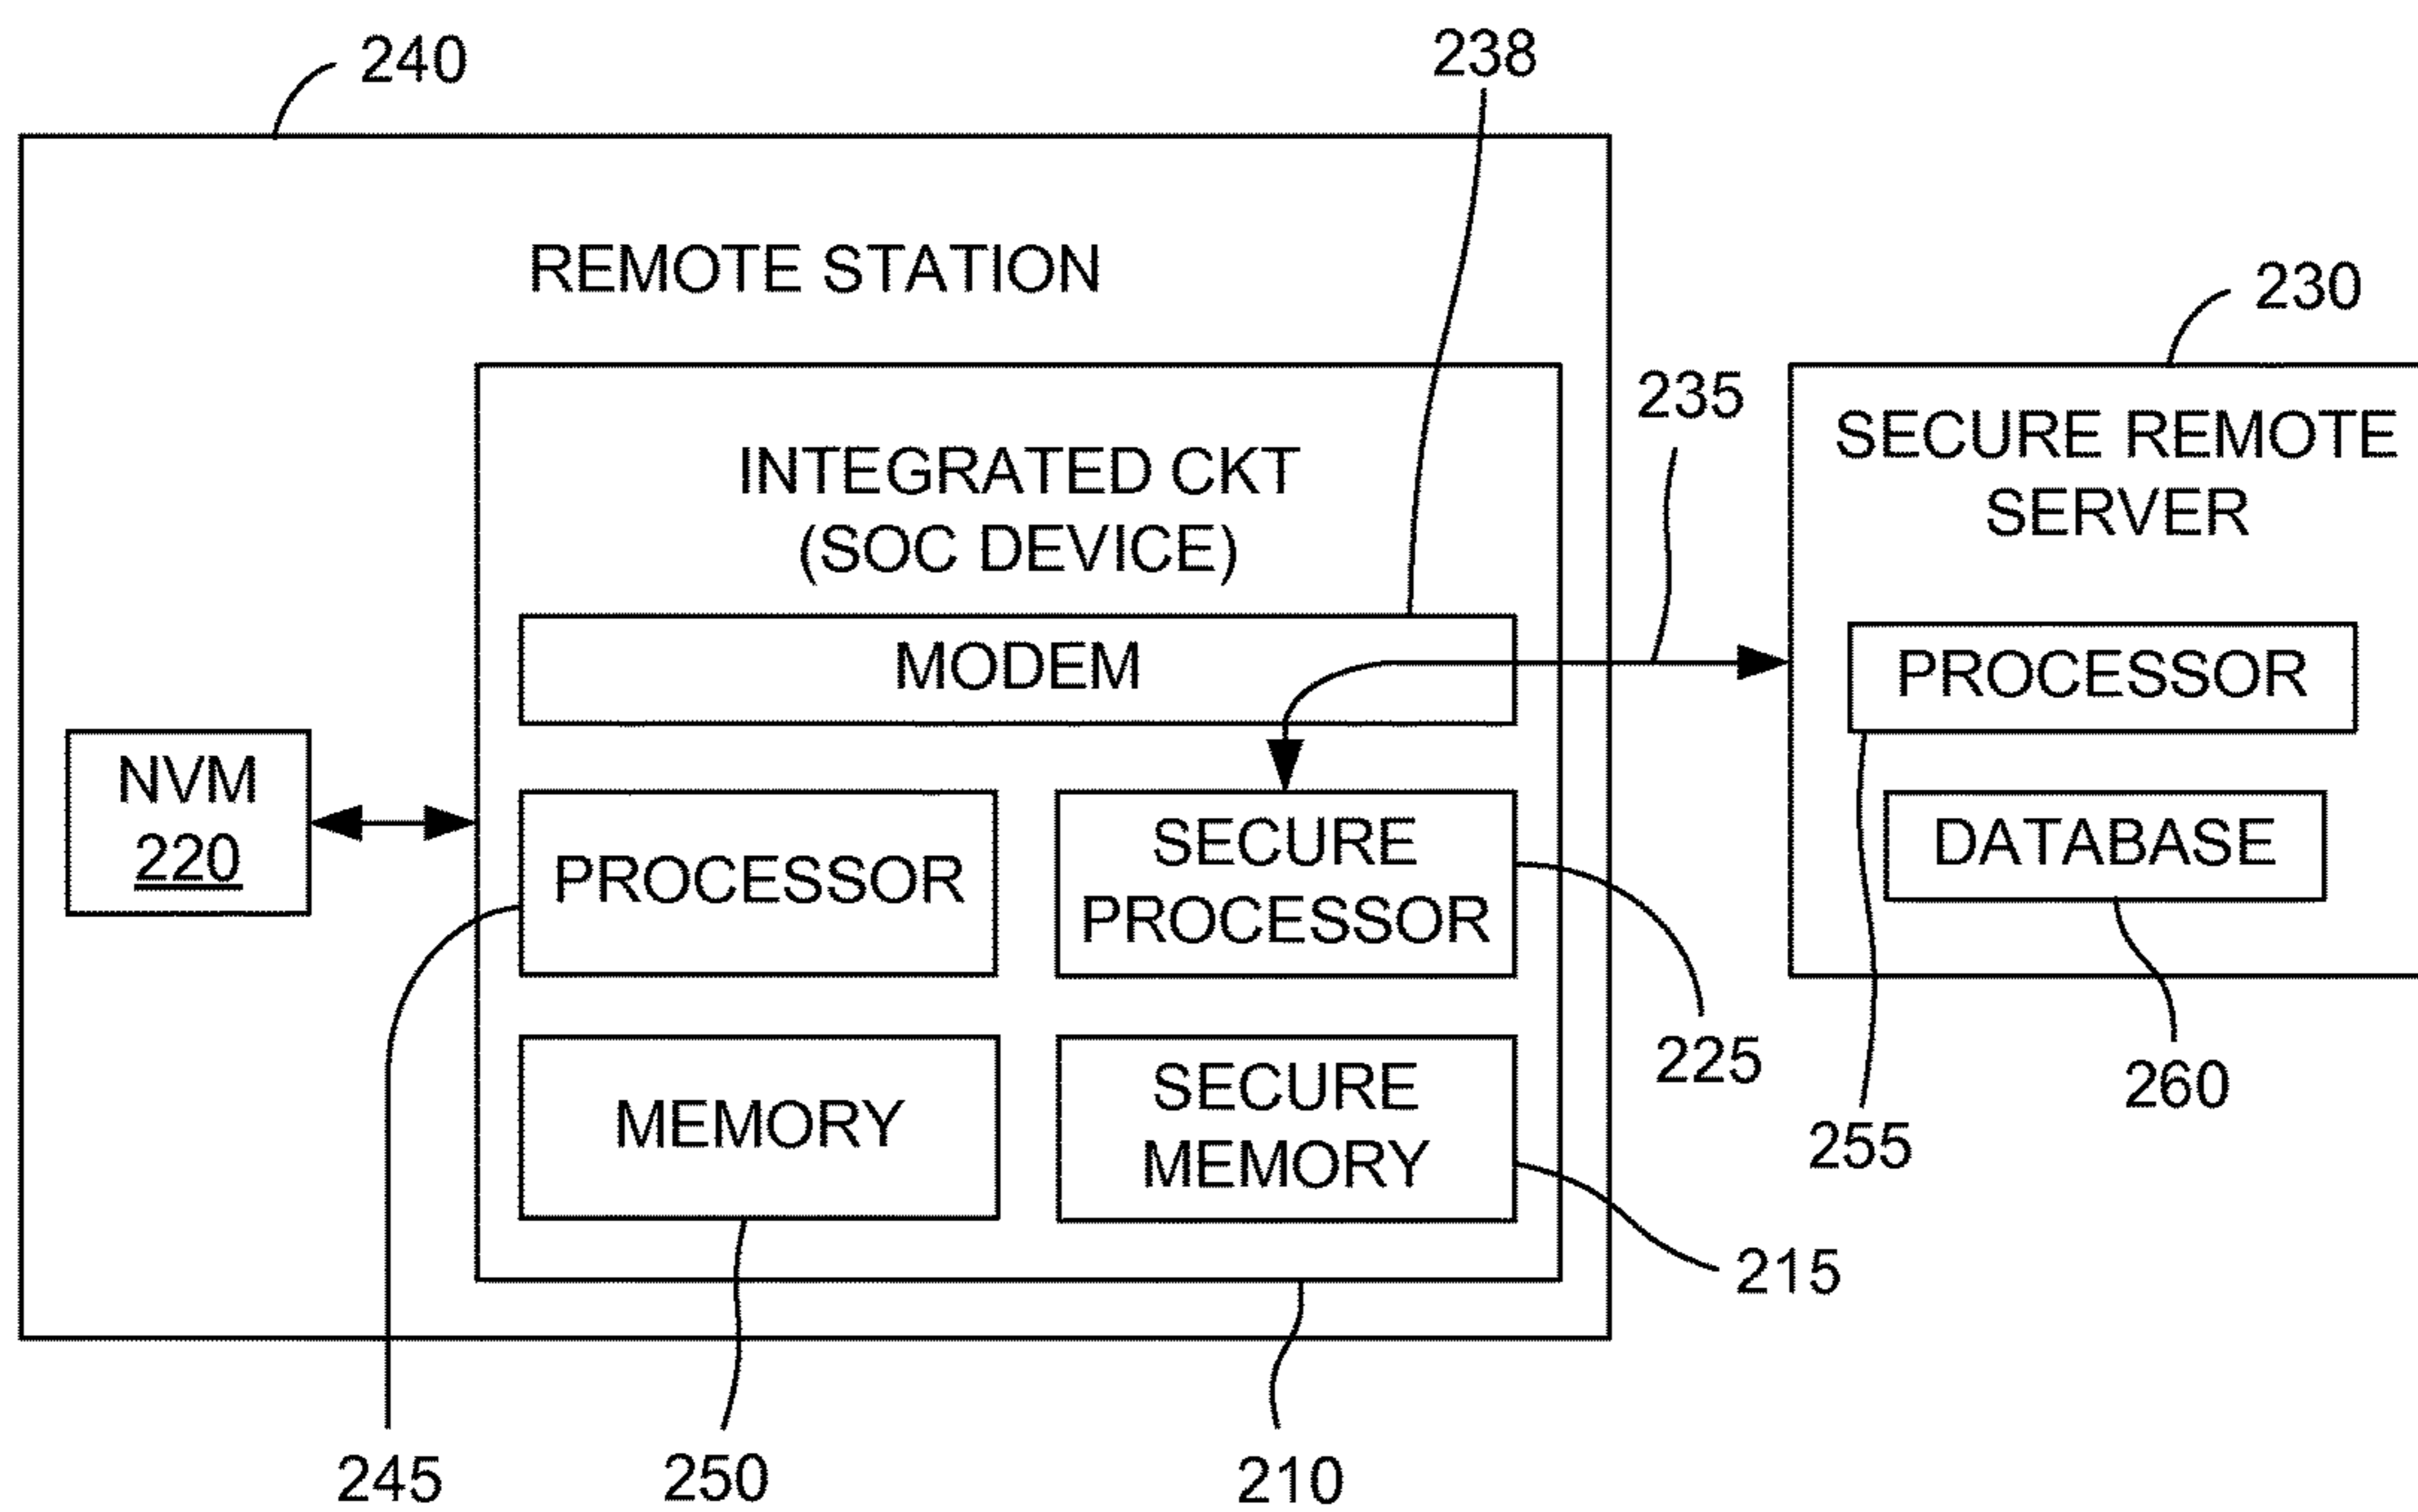 240
238
REMOTE STATION
230
235
INTEGRATED CKT
(SOC DEVICE)
SECURE REMOTE
SERVER
MODEM
PROCESSOR
NVM
220
PROCESSOR
SECURE
PROCESSOR
DATABASE
225
260
MEMORY
SECURE
MEMORY
255
215
245
250
210